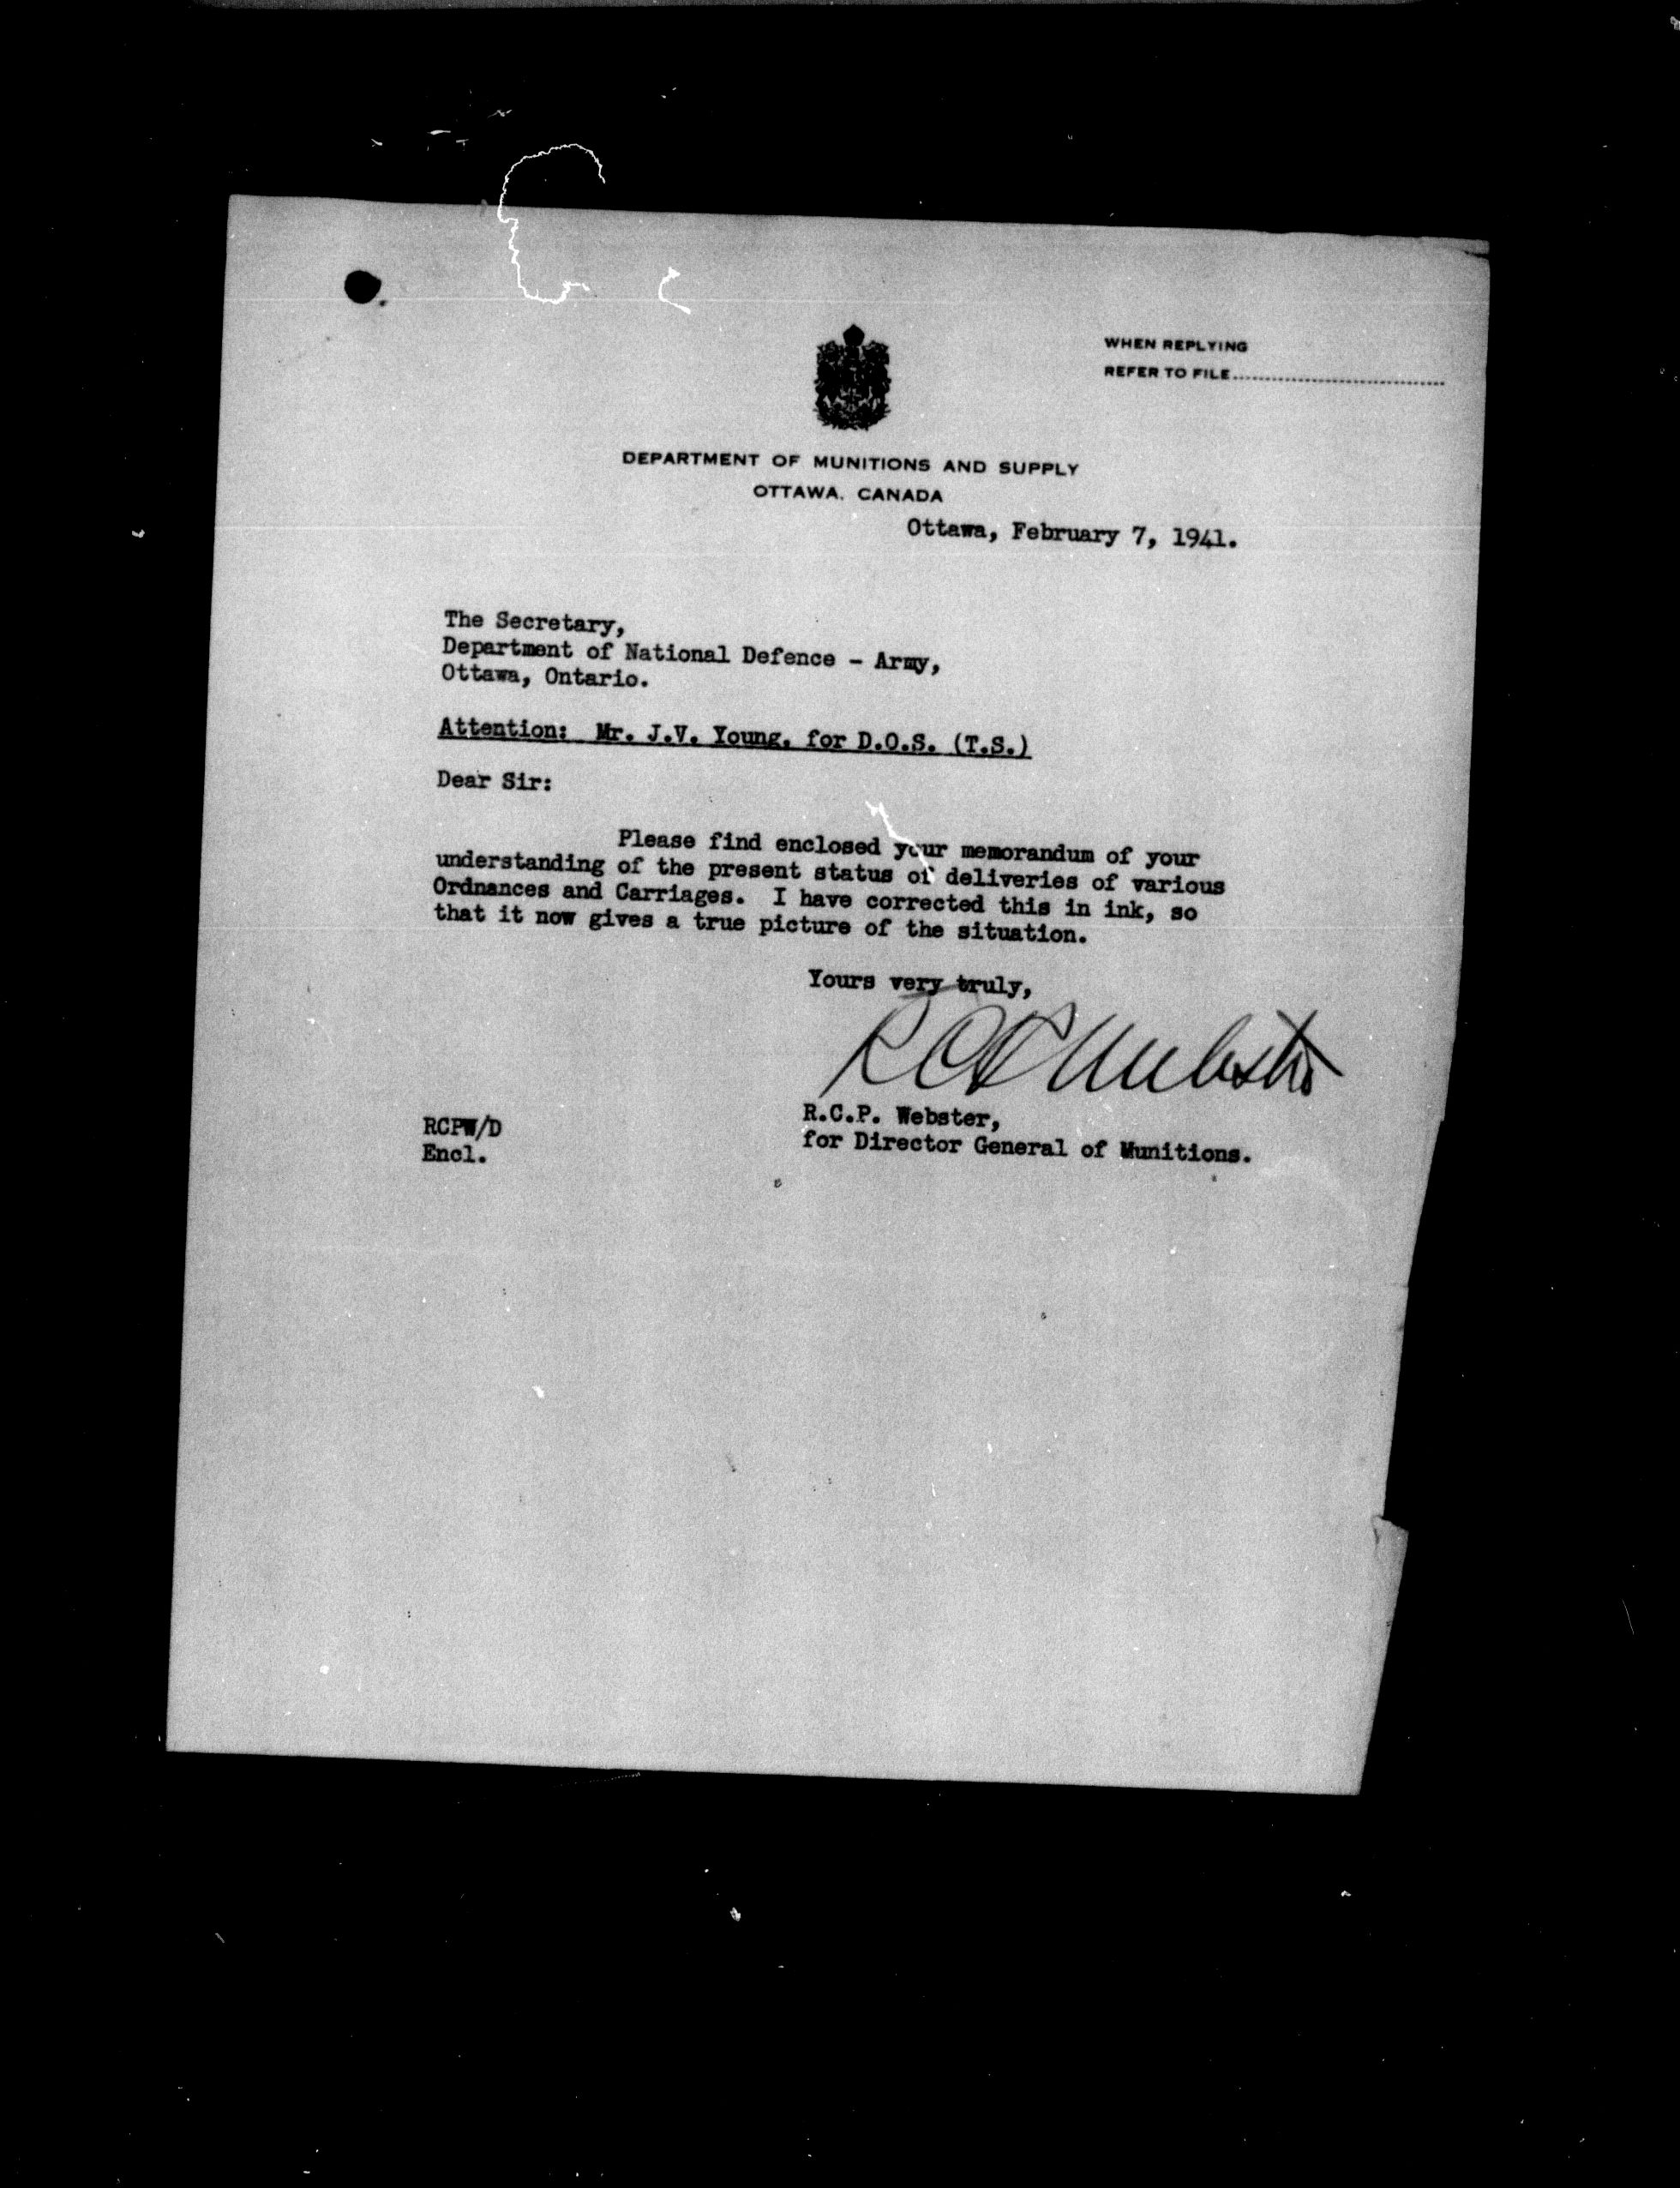 WHEN REPLYING
REFER TO FILE
DEPARTMENT OF MUNITIONS AND SUPPLY
OTTAWA, CANADA
Ottawa, February 7, 1941.
The Secretary,
Department of National Defence - Army,
Ottawa, Ontario.
Attention: Mr. J.V. Young, for D.O.S. (T.S.)
Dear Sir:
Please find enclosed your memorandum of your
understanding of the present status of deliveries of various
Ordnances and Carriages. I have corrected this in ink, so
that it now gives a true picture of the situation.
Yours very truly,
RCP Webster
R.C.P. Webster,
for Director General of Munitions.
RCPW/D
Encl.